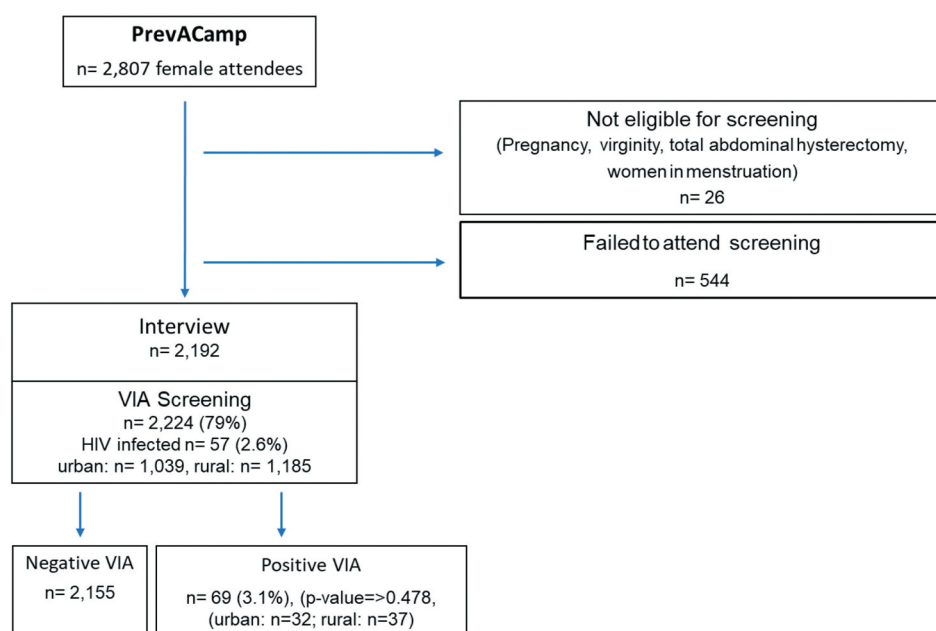 PrevACamp
n= 2,807 female attendees
Not eligible for screening
(Pregnancy, virginity, total abdominal hysterectomy,
women in menstruation)
n= 26
Failed to attend screening
n= 544
Interview
n= 2,192
VIA Screening
n= 2,224 (79%)
HIV infected n= 57 (2.6%)
urban: n= 1,039, rural: n= 1,185
Negative VIA
n= 2,155
Positive VIA
n= 69 (3.1%), (p-value=>0.478,
(urban: n=32; rural: n=37)